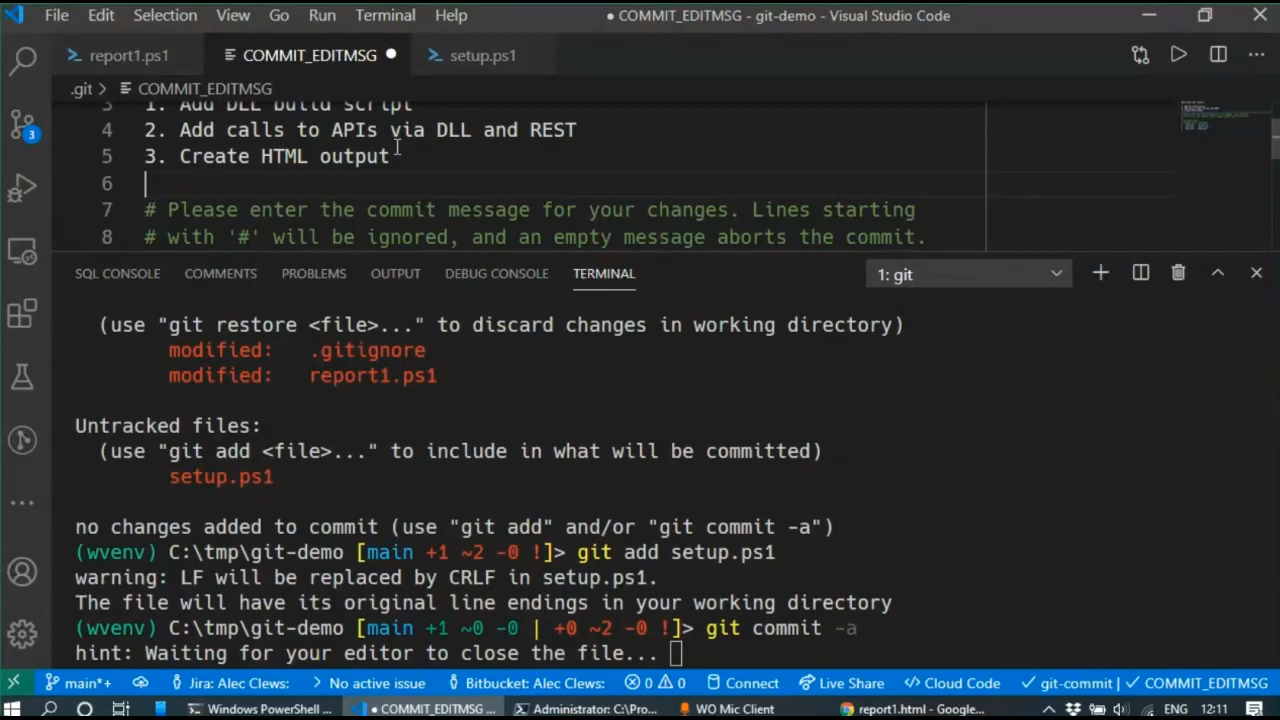 File Edit Selection View Go Run Terminal Help ● COMMIT_EDITMSG - git-demo - Visual Studio Code
report1.ps1 COMMIT_EDITMSG ● setup.ps1
.git > COMMIT_EDITMSG
3 1. Add DLL build script
4 2. Add calls to APIs via DLL and REST
5 3. Create HTML output
6
7 # Please enter the commit message for your changes. Lines starting
8 # with '#' will be ignored, and an empty message aborts the commit.
3
SQL CONSOLE COMMENTS PROBLEMS OUTPUT DEBUG CONSOLE TERMINAL 1: git
(use "git restore <file>..." to discard changes in working directory)
modified: .gitignore
modified: report1.ps1
Untracked files:
(use "git add <file>..." to include in what will be committed)
setup.ps1
no changes added to commit (use "git add" and/or "git commit -a")
(wvenv) C:\tmp\git-demo [main +1 ~2 -0 !]> git add setup.ps1
warning: LF will be replaced by CRLF in setup.ps1.
The file will have its original line endings in your working directory
(wvenv) C:\tmp\git-demo [main +1 ~0 -0 | +0 ~2 -0 !]> git commit -a
hint: Waiting for your editor to close the file...
main*+ Jira: Alec Clews: No active issue Bitbucket: Alec Clews: 0 0 Connect Live Share Cloud Code git-commit | COMMIT_EDITMSG
Windows PowerShell ... ● COMMIT_EDITMSG -... Administrator: C:\Pro... WO Mic Client report1.html - Google... ENG 12:11